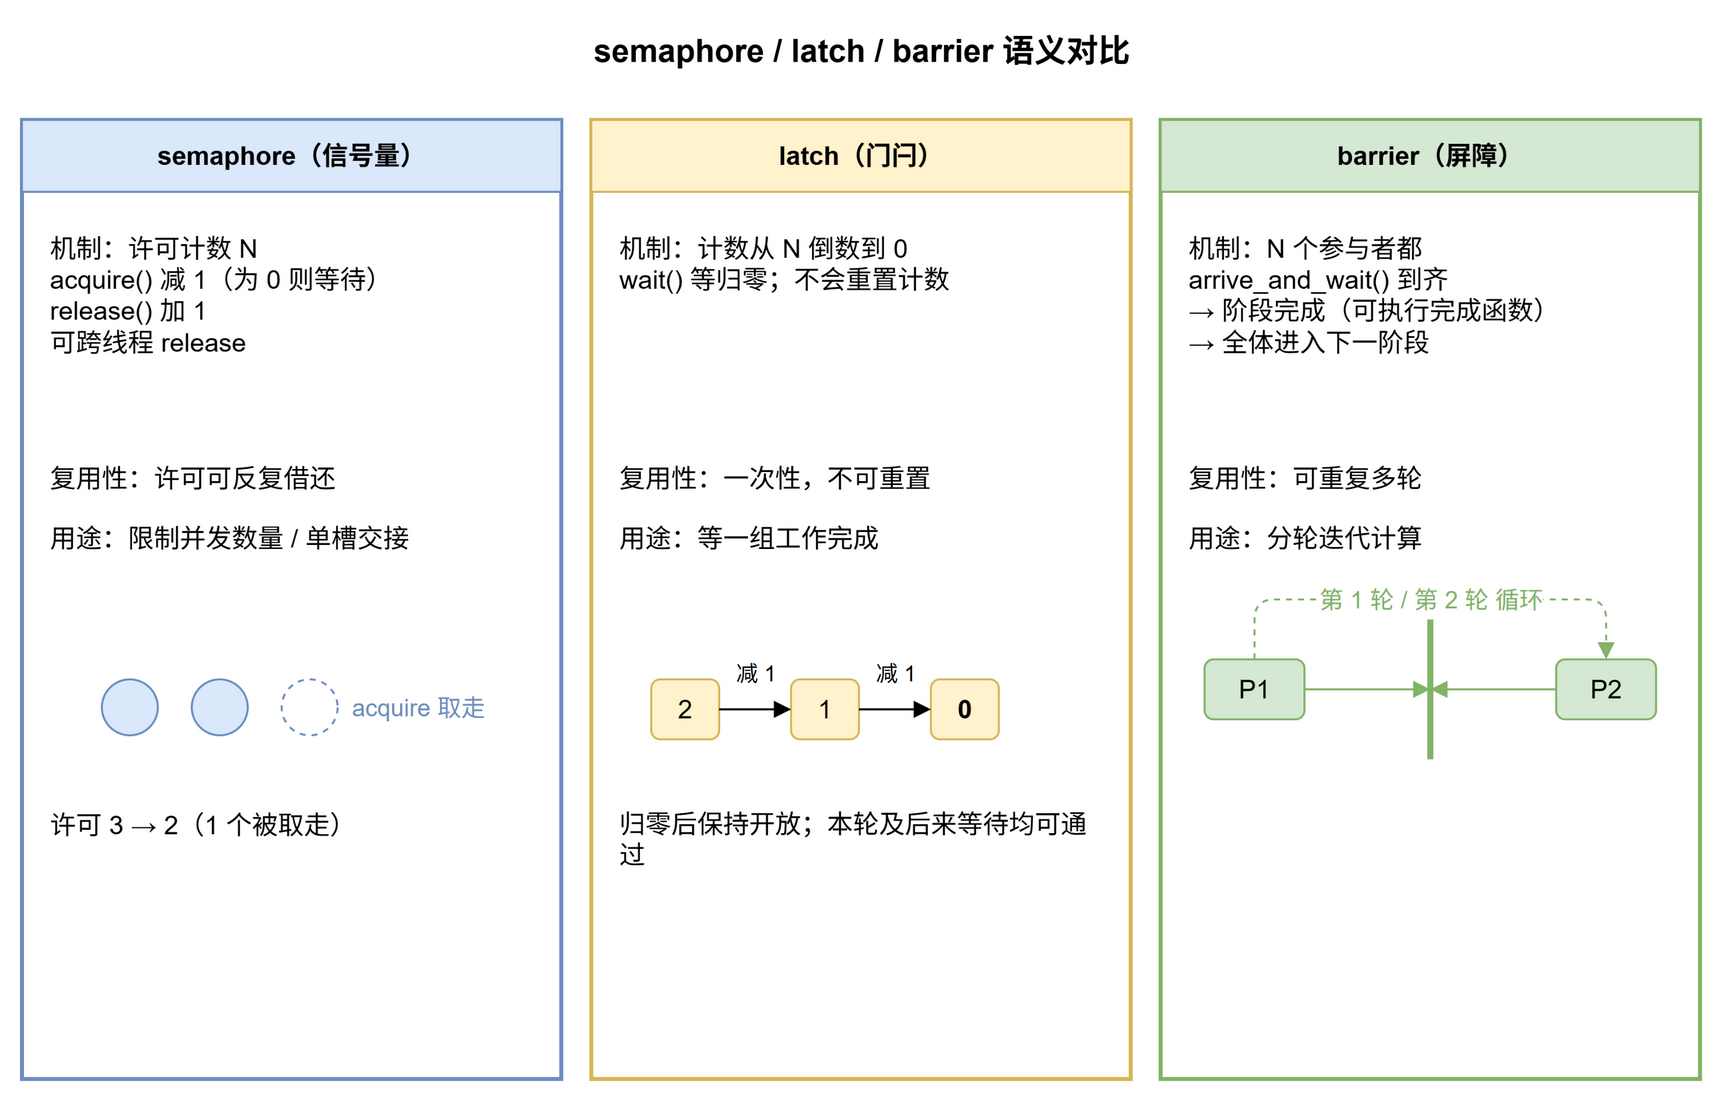 semaphore / latch / barrier 语义对比
semaphore（信号量）
机制：许可计数 N
acquire() 减 1（为 0 则等待）
release() 加 1
可跨线程 release
复用性：许可可反复借还
用途：限制并发数量 / 单槽交接
acquire 取走
许可 3 → 2（1 个被取走）
latch（门闩）
机制：计数从 N 倒数到 0
wait() 等归零；不会重置计数
复用性：一次性，不可重置
用途：等一组工作完成
减 1
减 1
2
1
0
归零后保持开放；本轮及后来等待均可通
过
barrier（屏障）
机制：N 个参与者都
arrive_and_wait() 到齐
→ 阶段完成（可执行完成函数）
→ 全体进入下一阶段
复用性：可重复多轮
用途：分轮迭代计算
第 1 轮 / 第 2 轮 循环
P1
P2